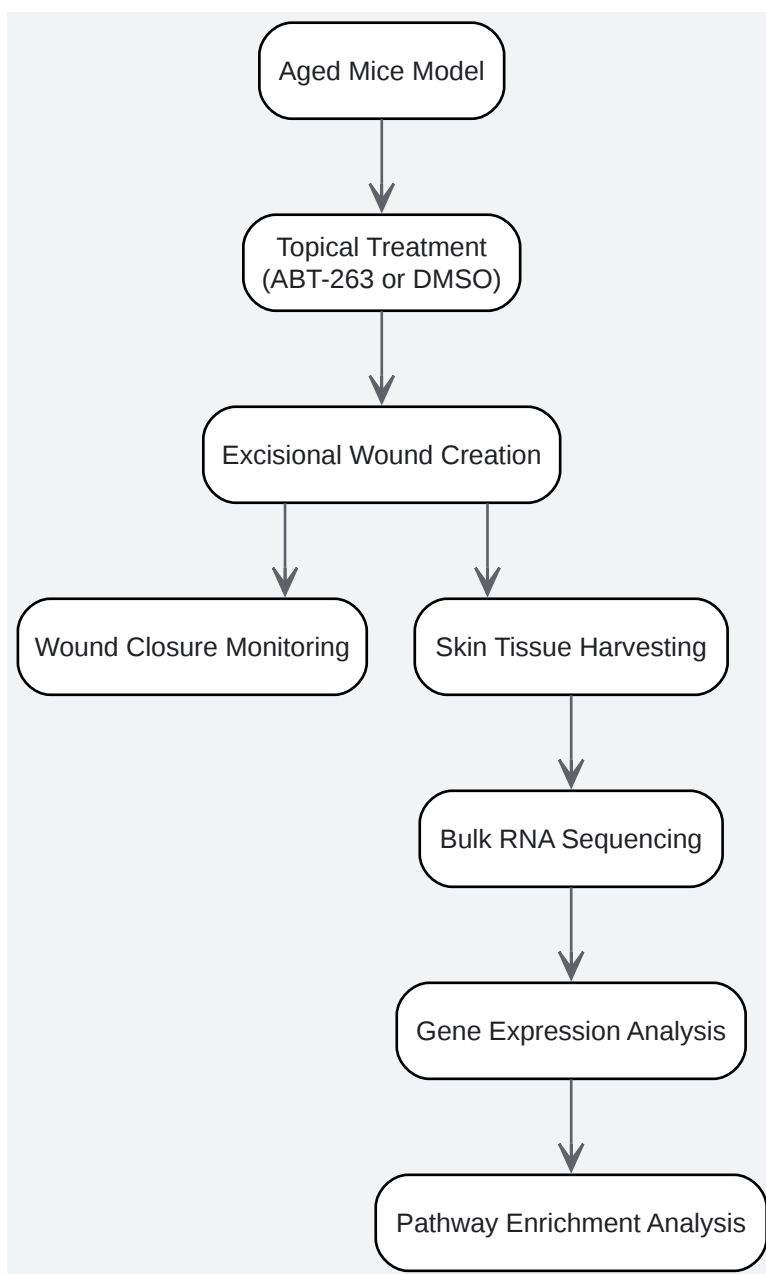 Aged Mice Model
Topical Treatment
(ABT-263 or DMSO)
Excisional Wound Creation
Wound Closure Monitoring
Skin Tissue Harvesting
Bulk RNA Sequencing
Gene Expression Analysis
Pathway Enrichment Analysis